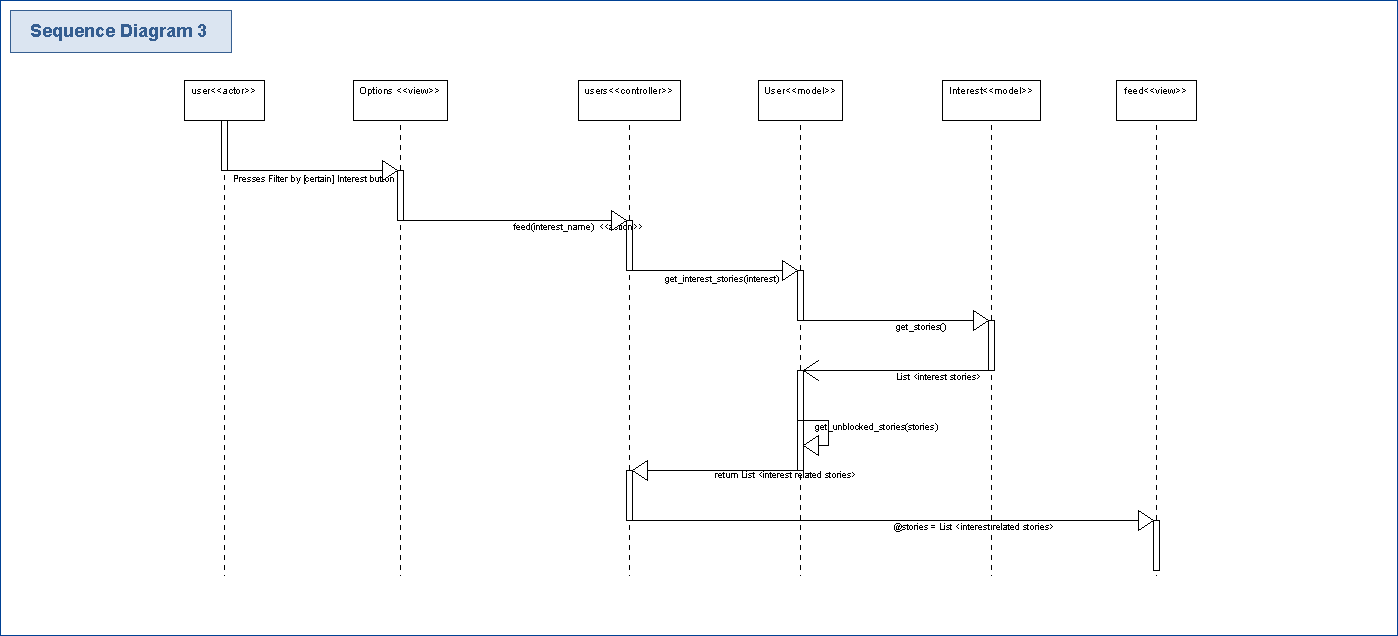 Sequence Diagram 3
user<<actor>>
Options <<view>>
users<<controller>>
User<<model>>
Interest<<model>>
feed<<view>>
Presses Filter by [certain] Interest button
feed(interest_name) <<action>>
get_interest_stories(interest)
get_stories()
List <interest stories>
get_unblocked_stories(stories)
return List <interest related stories>
@stories = List <interest related stories>